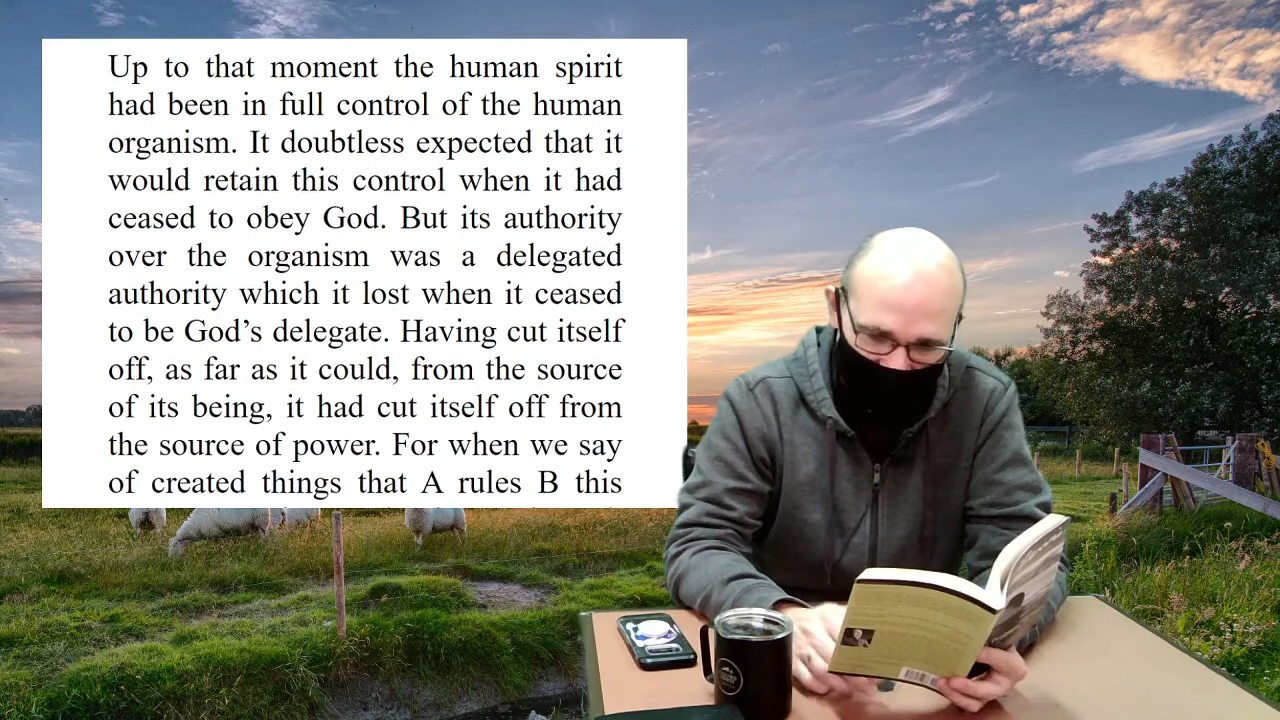 Up to that moment the human spirit
had been in full control of the human
organism. It doubtless expected that it
would retain this control when it had
ceased to obey God. But its authority
over the organism was a delegated
authority which it lost when it ceased
to be God’s delegate. Having cut itself
off, as far as it could, from the source
of its being, it had cut itself off from
the source of power. For when we say
of created things that A rules B this